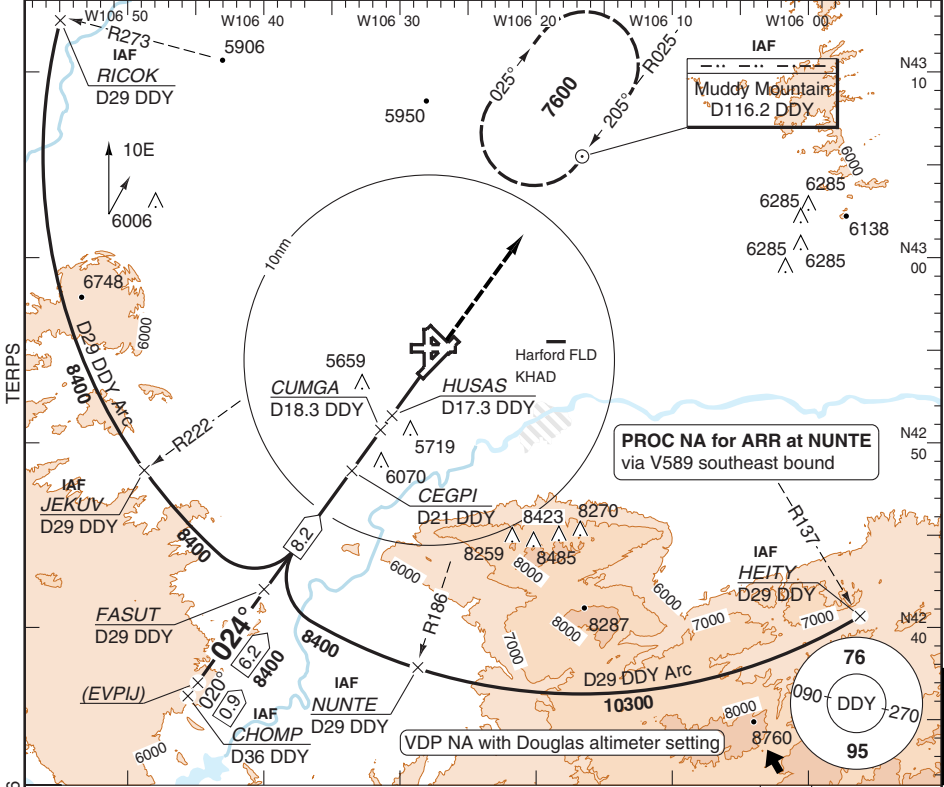 W106 50
W106 40
W106 30
W106 20
W106 10
W106 00
R273
5906
IAF
RICOK
D29 DDY
5950
025°
7600
205°
R025
IAF
Muddy Mountain
D116.2 DDY
N43
10
10E
6006
6000
6285
6285
6138
6285
6285
N43
00
10nm
6748
6000
D29 DDY Arc
8400
TERPS
5659
CUMGA
D18.3 DDY
HUSAS
D17.3 DDY
Harford FLD
KHAD
R222
5719
6070
CEGPI
D21 DDY
PROC NA for ARR at NUNTE
via V589 southeast bound
N42
50
IAF
JEKUV
D29 DDY
8400
8.2
8423
8270
8259
8485
8000
6000
R186
R137
IAF
HEITY
D29 DDY
6000
7000
7000
8287
8000
7000
N42
40
FASUT
D29 DDY
024°
6.2
8400
8400
020°
0.9
(EVPIJ)
IAF
CHOMP
D36 DDY
6000
IAF
NUNTE
D29 DDY
D29 DDY Arc
10300
VDP NA with Douglas altimeter setting
8000
8760
76
090
DDY
270
95